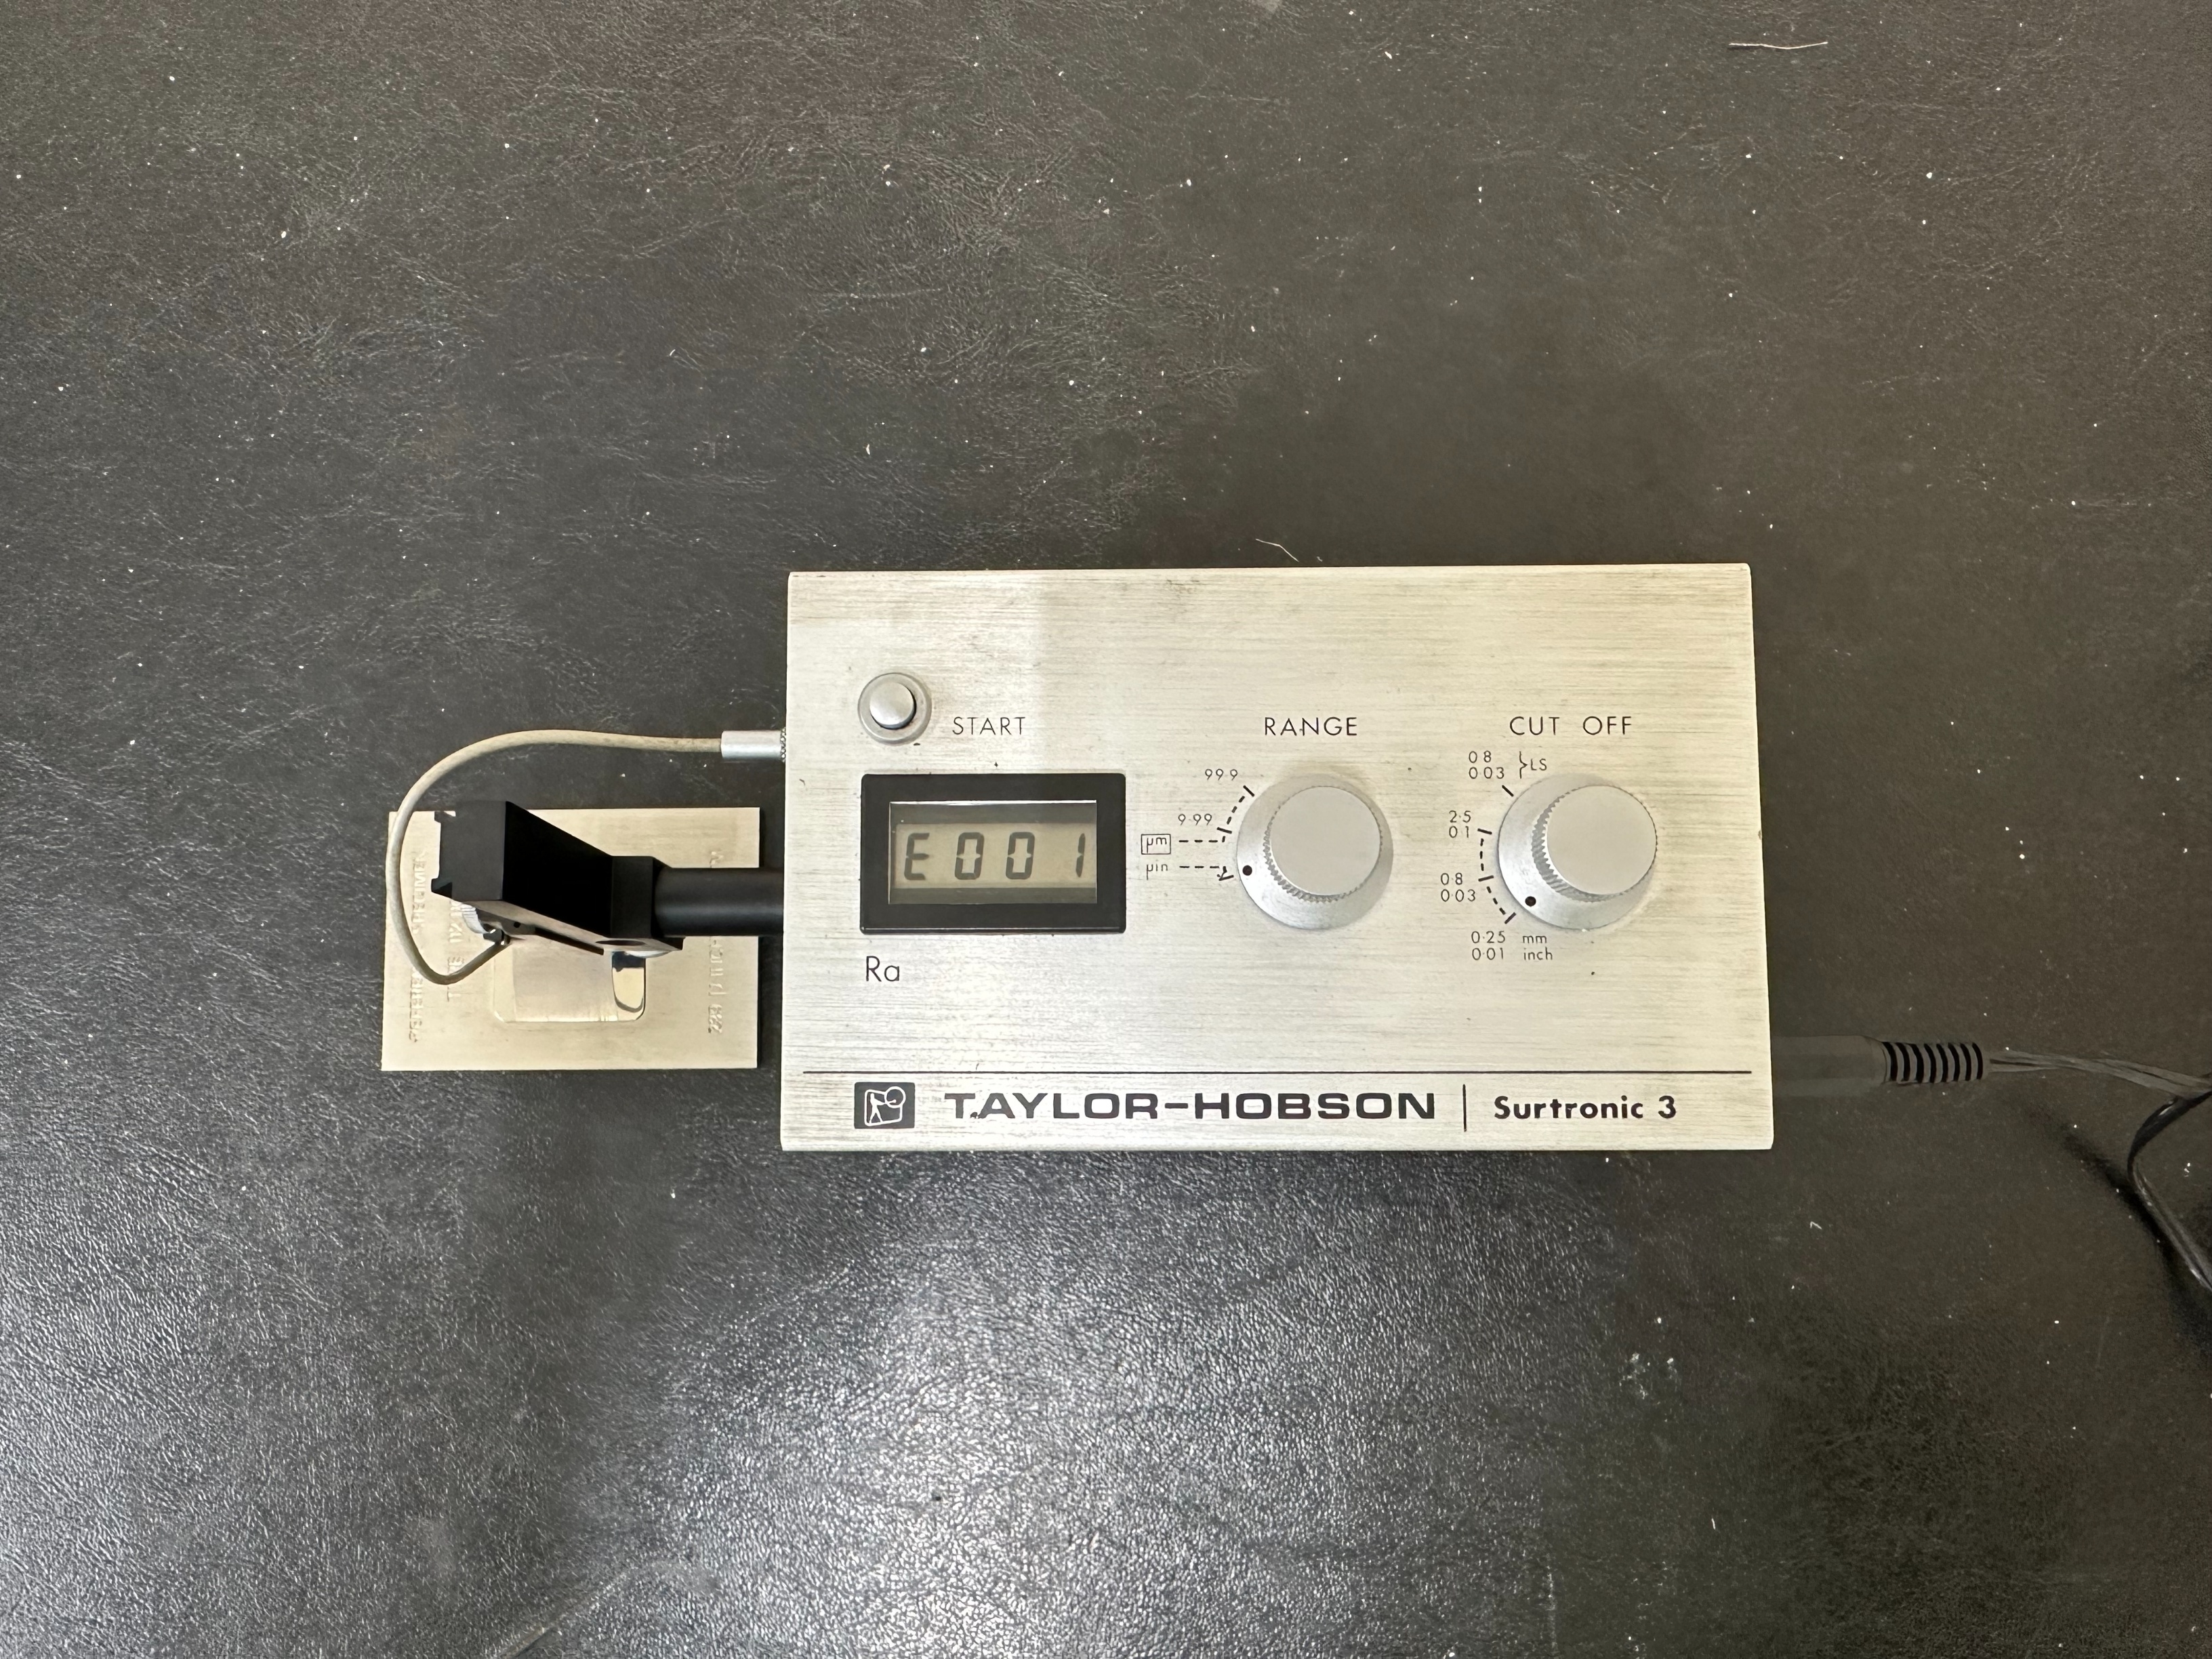 START
RANGE
CUT OFF
99·9
9·99
µm
µin
E001
0·8
0·03
LS
2·5
0·1
0·8
0·03
0·25 mm
0·01 inch
Ra
TAYLOR-HOBSON
Surtronic 3